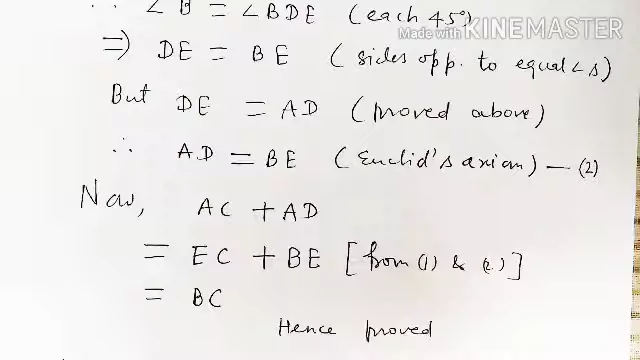 ∴ ∠B = ∠BDE (each 45°)
Made with KINEMASTER
⇒ DE = BE (sides opp. to equal ∠s)
But DE = AD (proved above)
∴ AD = BE (Euclid's axiom) — (2)
Now, AC + AD
= EC + BE [from (1) & (2)]
= BC
Hence proved